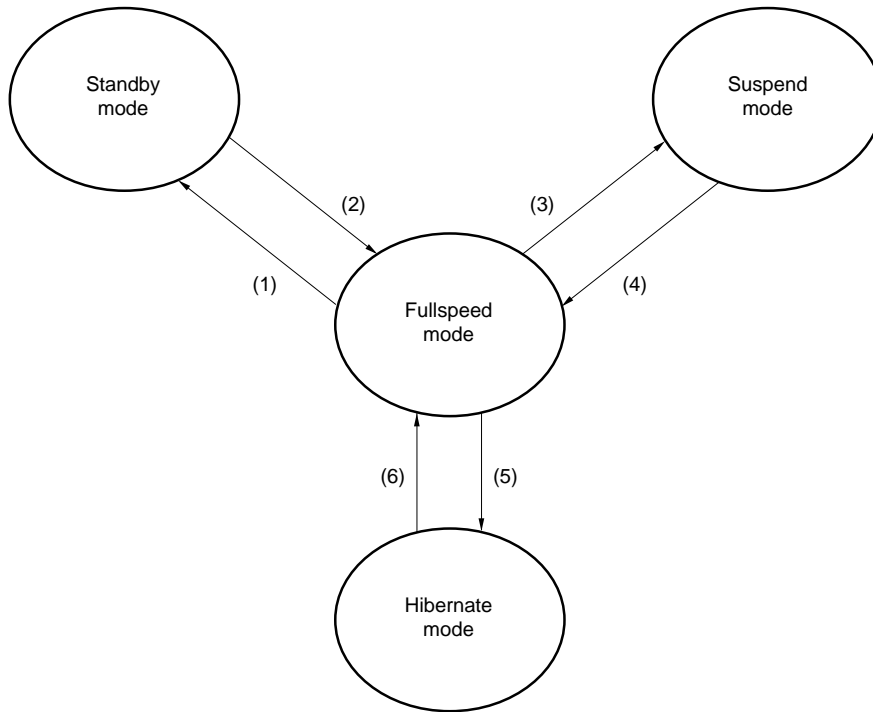 Standby
mode
Suspend
mode
(2)
(3)
(1)
(4)
Fullspeed
mode
(6)
(5)
Hibernate
mode